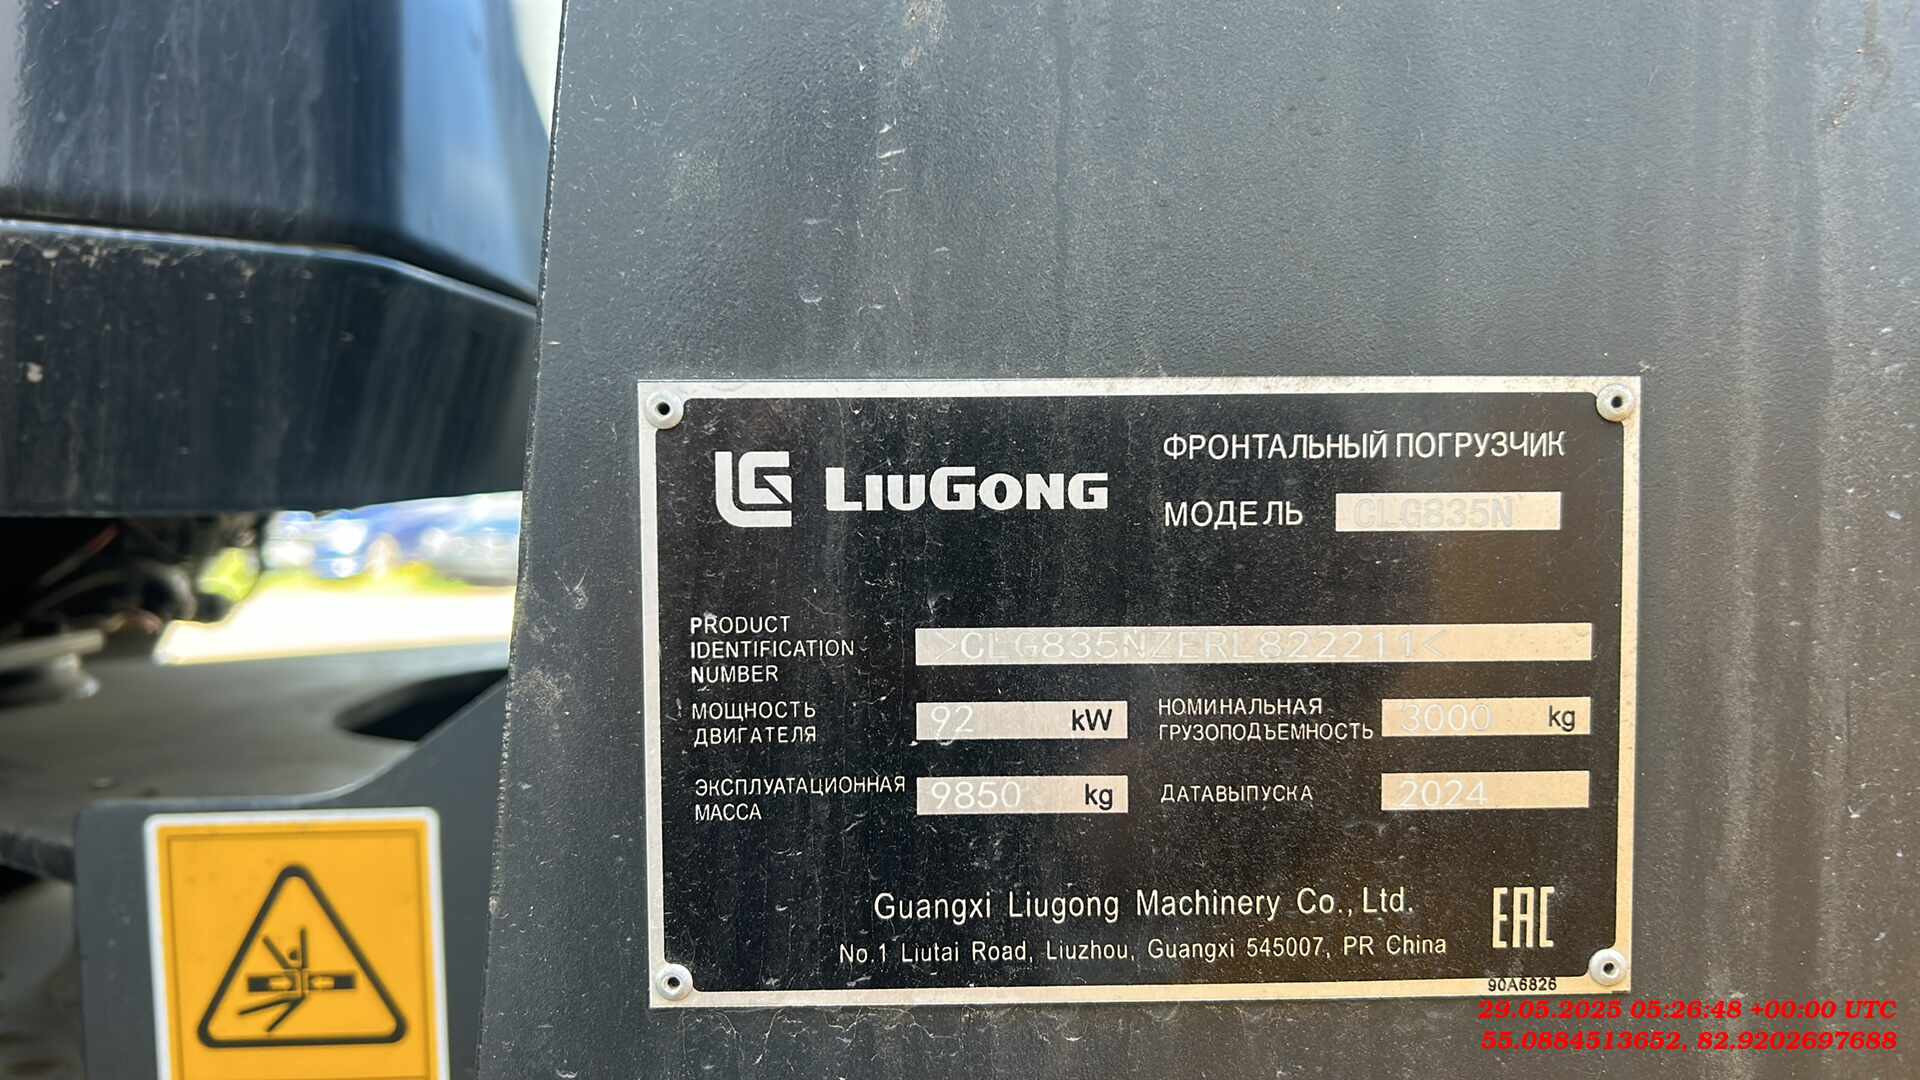 LG LIUGONG
ФРОНТАЛЬНЫЙ ПОГРУЗЧИК
МОДЕЛЬ CLG835N
PRODUCT
IDENTIFICATION
NUMBER
>CLG835NZERL822211<
МОЩНОСТЬ
ДВИГАТЕЛЯ
92 kW
НОМИНАЛЬНАЯ
ГРУЗОПОДЪЕМНОСТЬ
3000 kg
ЭКСПЛУАТАЦИОННАЯ
МАССА
9850 kg
ДАТАВЫПУСКА 2024
Guangxi Liugong Machinery Co., Ltd.
No.1 Liutai Road, Liuzhou, Guangxi 545007, PR China
EAC
90A6826
29.05.2025 05:26:48 +00:00 UTC
55.0884513652, 82.9202697688